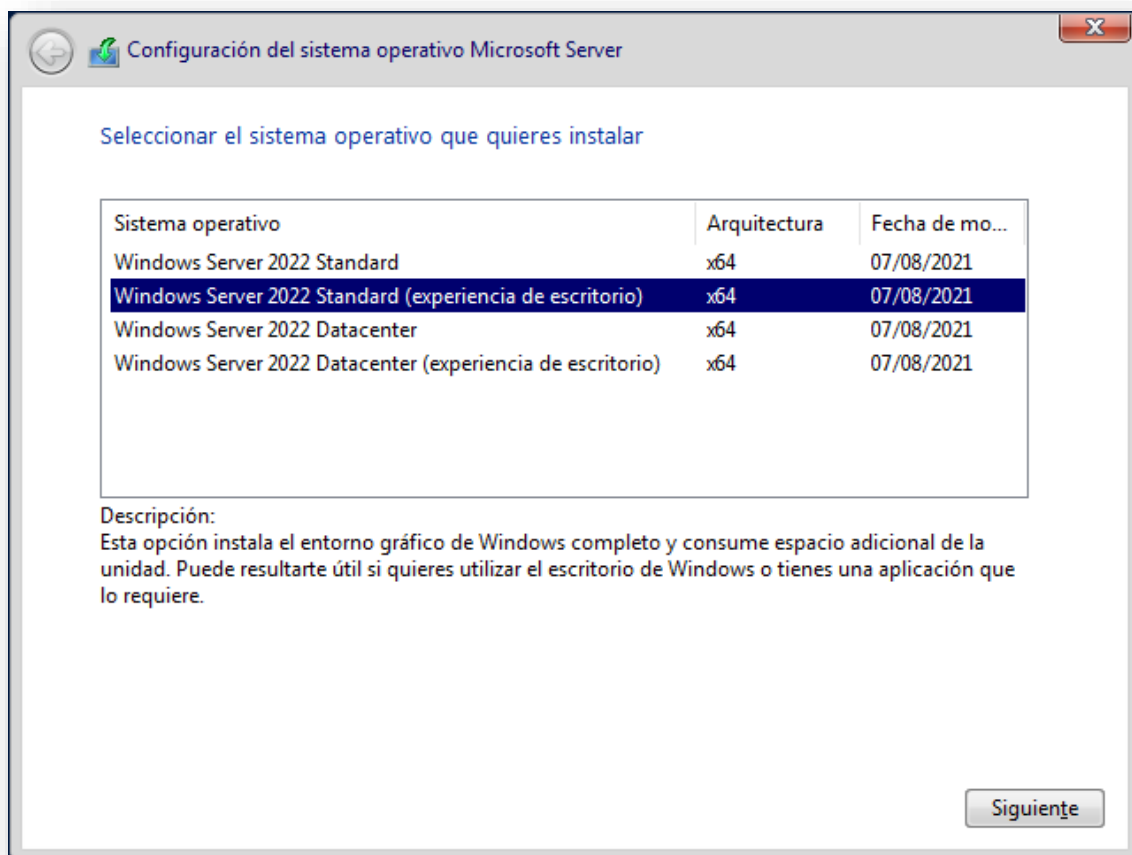 Configuración del sistema operativo Microsoft Server
X
Seleccionar el sistema operativo que quieres instalar
Sistema operativo Arquitectura Fecha de mo...
Windows Server 2022 Standard x64 07/08/2021
Windows Server 2022 Standard (experiencia de escritorio) x64 07/08/2021
Windows Server 2022 Datacenter x64 07/08/2021
Windows Server 2022 Datacenter (experiencia de escritorio) x64 07/08/2021
Descripción:
Esta opción instala el entorno gráfico de Windows completo y consume espacio adicional de la
unidad. Puede resultarte útil si quieres utilizar el escritorio de Windows o tienes una aplicación que
lo requiere.
Siguiente